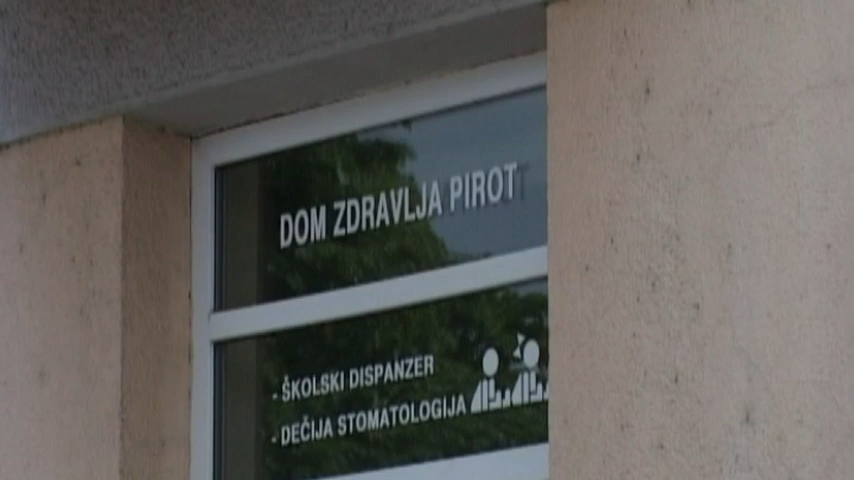 DOM ZDRAVLJA PIROT
- ŠKOLSKI DISPANZER
- DEČIJA STOMATOLOGIJA